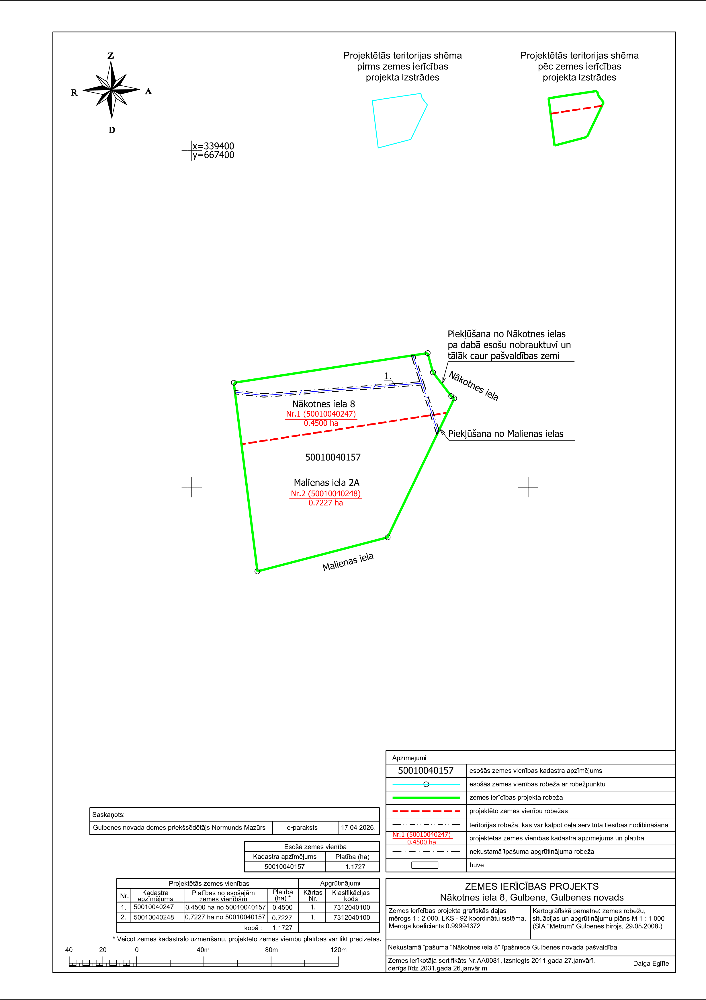 Z
R
A
D
x=339400
y=667400
Projektētās teritorijas shēma
pirms zemes ierīcības
projekta izstrādes
Projektētās teritorijas shēma
pēc zemes ierīcības
projekta izstrādes
Piekļūšana no Nākotnes ielas
pa dabā esošu nobrauktuvi un
tālāk caur pašvaldības zemi
Nākotnes iela
1.
Nākotnes iela 8
Nr.1 (50010040247)
0.4500 ha
Piekļūšana no Malienas ielas
50010040157
Malienas iela 2A
Nr.2 (50010040248)
0.7227 ha
Malienas iela
Apzīmējumi
50010040157 esošās zemes vienības kadastra apzīmējums
esošās zemes vienības robeža ar robežpunktu
zemes ierīcības projekta robeža
projektēto zemes vienību robežas
teritorijas robeža, kas var kalpot ceļa servitūta tiesības nodibināšanai
Nr.1 (50010040247)
0.4500 ha
projektētās zemes vienības kadastra apzīmējums un platība
nekustamā īpašuma apgrūtinājuma robeža
būve
Saskaņots:
Gulbenes novada domes priekšsēdētājs Normunds Mazūrs e-paraksts 17.04.2026.
Esošā zemes vienība
Kadastra apzīmējums Platība (ha)
50010040157 1.1727
Projektētās zemes vienības Apgrūtinājumi
Nr. Kadastra apzīmējums Platības no esošajām zemes vienībām Platība (ha) * Kārtas Nr. Klasifikācijas kods
1. 50010040247 0.4500 ha no 50010040157 0.4500 1. 7312040100
2. 50010040248 0.7227 ha no 50010040157 0.7227 1. 7312040100
kopā : 1.1727
* Veicot zemes kadastrālo uzmērīšanu, projektēto zemes vienību platības var tikt precizētas.
40 20 0 40m 80m 120m
ZEMES IERĪCĪBAS PROJEKTS
Nākotnes iela 8, Gulbene, Gulbenes novads
Zemes ierīcības projekta grafiskās daļas
mērogs 1 : 2 000, LKS - 92 koordinātu sistēma,
Mēroga koeficients 0.99994372
Kartogrāfiskā pamatne: zemes robežu,
situācijas un apgrūtinājumu plāns M 1 : 1 000
(SIA "Metrum" Gulbenes birojs, 29.08.2008.)
Nekustamā īpašuma "Nākotnes iela 8" īpašniece Gulbenes novada pašvaldība
Zemes ierīkotāja sertifikāts Nr.AA0081, izsniegts 2011.gada 27.janvārī,
derīgs līdz 2031.gada 26.janvārim
Daiga Eglīte